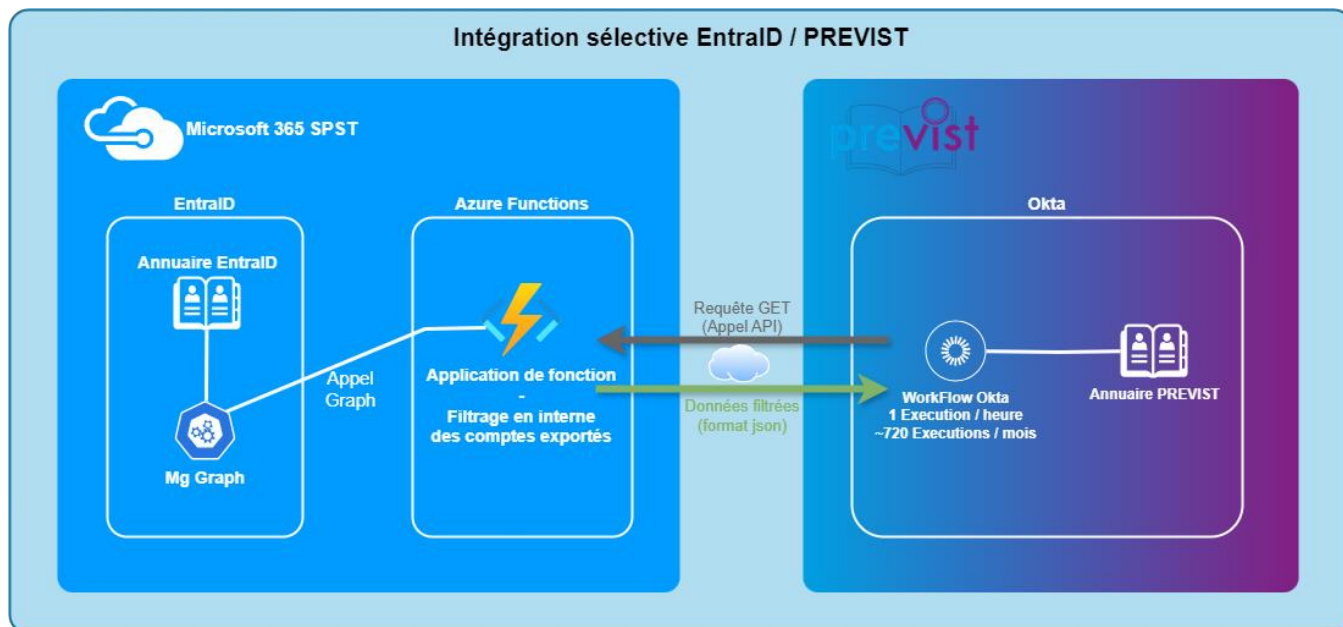 Intégration sélective EntraID / PREVIST
Microsoft 365 SPST
previst
EntraID
Azure Functions
Okta
Annuaire EntraID
Mg Graph
Appel
Graph
Application de fonction
-
Filtrage en interne
des comptes exportés
Requête GET
(Appel API)
Données filtrées
(format json)
WorkFlow Okta
1 Execution / heure
~720 Executions / mois
Annuaire PREVIST